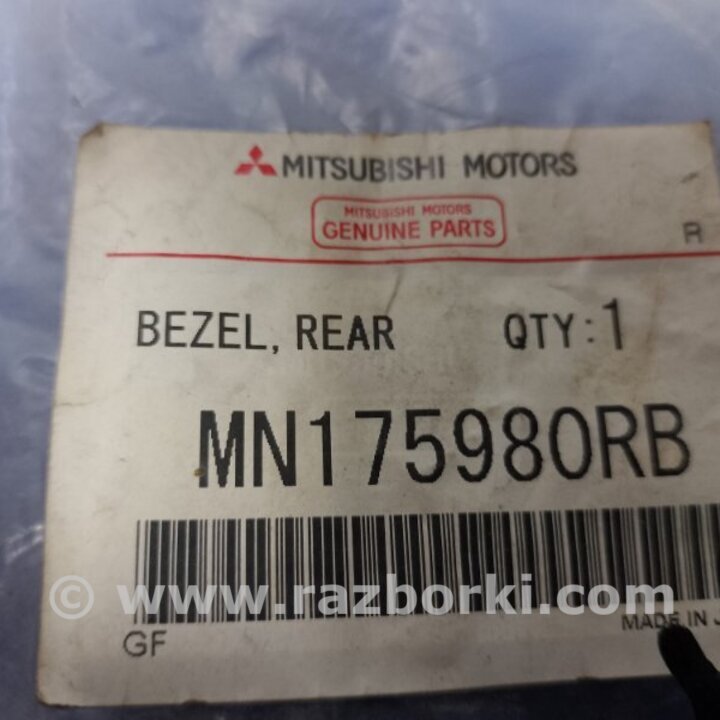 MITSUBISHI MOTORS
MITSUBISHI MOTORS
GENUINE PARTS
R
BEZEL, REAR QTY:1
MN175980RB
© www.razborki.com
MADE IN J
GF